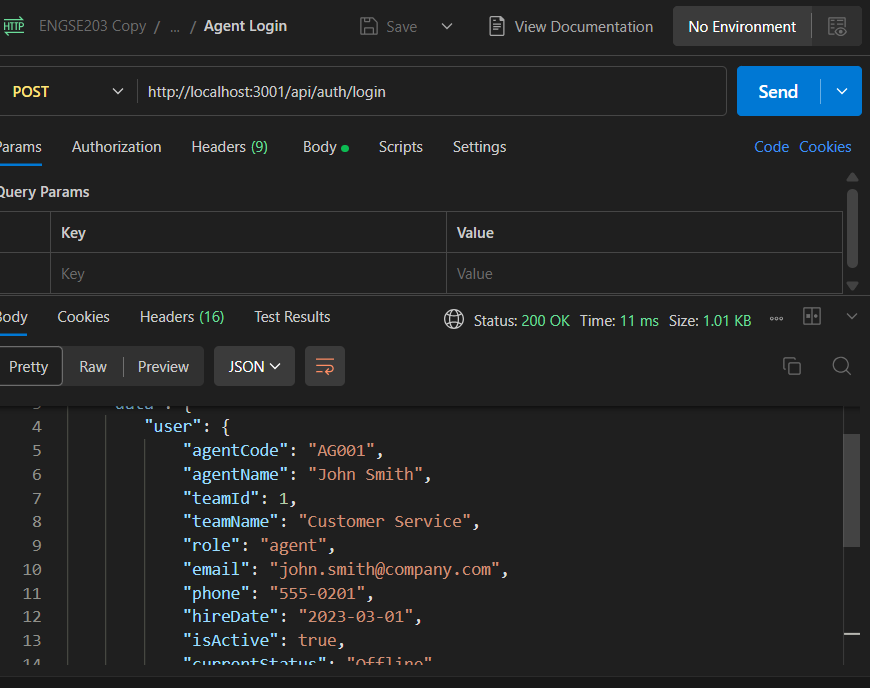 HTTP ENGSE203 Copy / ... / Agent Login Save View Documentation No Environment
POST http://localhost:3001/api/auth/login Send
Params Authorization Headers (9) Body Scripts Settings Code Cookies
Query Params
Key Value
Key Value
Body Cookies Headers (16) Test Results Status: 200 OK Time: 11 ms Size: 1.01 KB
Pretty Raw Preview JSON
3 "data": {
4 "user": {
5 "agentCode": "AG001",
6 "agentName": "John Smith",
7 "teamId": 1,
8 "teamName": "Customer Service",
9 "role": "agent",
10 "email": "john.smith@company.com",
11 "phone": "555-0201",
12 "hireDate": "2023-03-01",
13 "isActive": true,
14 "currentStatus": "Offline"